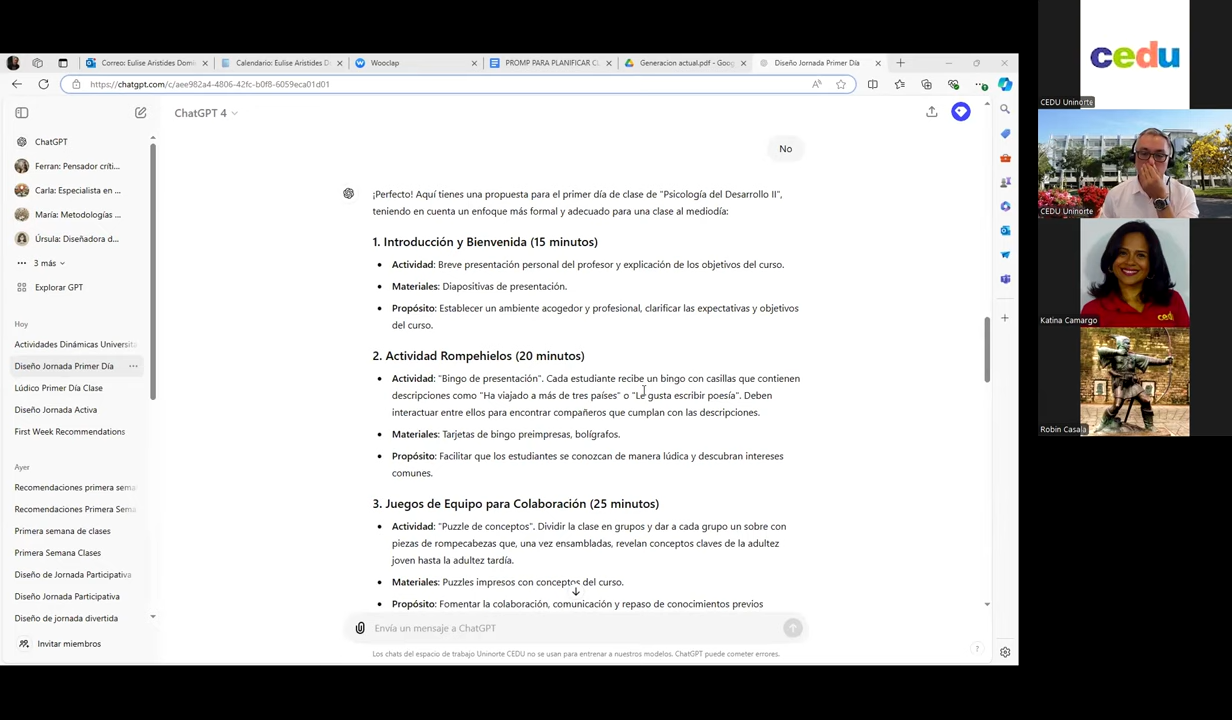 Correo: Eulise Aristides Dom
Calendario: Eulise Aristides D
Wooclap
PROMP PARA PLANIFICAR CL
Generacion actual.pdf - Goog
Diseño Jornada Primer Día
https://chatgpt.com/c/aee982a4-4806-42fc-b0f8-6059eca01d01
ChatGPT 4
ChatGPT
Ferran: Pensador críti...
Carla: Especialista en ...
María: Metodologías ...
Úrsula: Diseñadora d...
3 más
Explorar GPT
Hoy
Actividades Dinámicas Universita
Diseño Jornada Primer Día
Lúdico Primer Día Clase
Diseño Jornada Activa
First Week Recommendations
Ayer
Recomendaciones primera sema
Recomendaciones Primera Sema
Primera semana de clases
Primera Semana Clases
Diseño de Jornada Participativa
Diseño Jornada Participativa
Diseño de jornada divertida
Invitar miembros
No
¡Perfecto! Aquí tienes una propuesta para el primer día de clase de "Psicología del Desarrollo II",
teniendo en cuenta un enfoque más formal y adecuado para una clase al mediodía:
1. Introducción y Bienvenida (15 minutos)
• Actividad: Breve presentación personal del profesor y explicación de los objetivos del curso.
• Materiales: Diapositivas de presentación.
• Propósito: Establecer un ambiente acogedor y profesional, clarificar las expectativas y objetivos
del curso.
2. Actividad Rompehielos (20 minutos)
• Actividad: "Bingo de presentación". Cada estudiante recibe un bingo con casillas que contienen
descripciones como "Ha viajado a más de tres países" o "Le gusta escribir poesía". Deben
interactuar entre ellos para encontrar compañeros que cumplan con las descripciones.
• Materiales: Tarjetas de bingo preimpresas, bolígrafos.
• Propósito: Facilitar que los estudiantes se conozcan de manera lúdica y descubran intereses
comunes.
3. Juegos de Equipo para Colaboración (25 minutos)
• Actividad: "Puzzle de conceptos". Dividir la clase en grupos y dar a cada grupo un sobre con
piezas de rompecabezas que, una vez ensambladas, revelan conceptos claves de la adultez
joven hasta la adultez tardía.
• Materiales: Puzzles impresos con conceptos del curso.
• Propósito: Fomentar la colaboración, comunicación y repaso de conocimientos previos
Envía un mensaje a ChatGPT
Los chats del espacio de trabajo Uninorte CEDU no se usan para entrenar a nuestros modelos. ChatGPT puede cometer errores.
?
cedu
CEDU Uninorte
CEDU Uninorte
Katina Camargo
Robin Casala